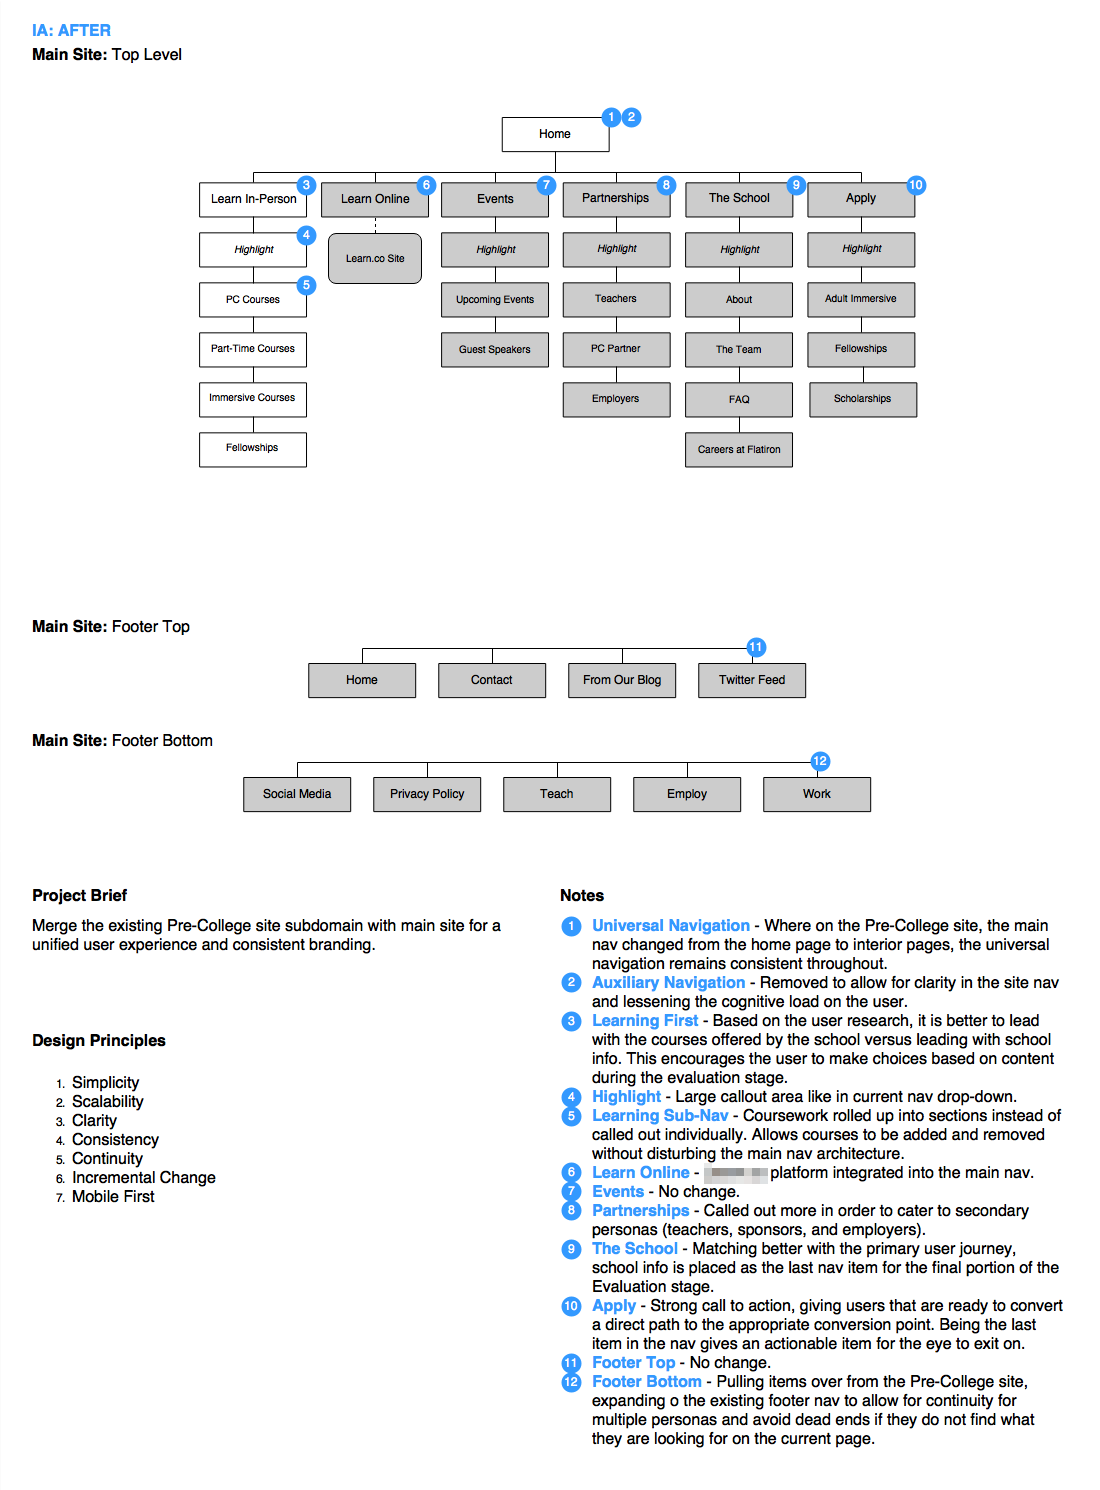 IA: AFTER
Main Site: Top Level
1 2
Home
3 6 7 8 9 10
Learn In-Person Learn Online Events Partnerships The School Apply
4
Highlight Highlight Highlight Highlight Highlight
Learn.co Site
5
PC Courses Upcoming Events Teachers About Adult Immersive
Part-Time Courses Guest Speakers PC Partner The Team Fellowships
Immersive Courses Employers FAQ Scholarships
Fellowships Careers at Flatiron
Main Site: Footer Top
11
Home Contact From Our Blog Twitter Feed
Main Site: Footer Bottom
12
Social Media Privacy Policy Teach Employ Work
Project Brief
Merge the existing Pre-College site subdomain with main site for a
unified user experience and consistent branding.
Design Principles
1. Simplicity
2. Scalability
3. Clarity
4. Consistency
5. Continuity
6. Incremental Change
7. Mobile First
Notes
1 Universal Navigation - Where on the Pre-College site, the main
nav changed from the home page to interior pages, the universal
navigation remains consistent throughout.
2 Auxiliary Navigation - Removed to allow for clarity in the site nav
and lessening the cognitive load on the user.
3 Learning First - Based on the user research, it is better to lead
with the courses offered by the school versus leading with school
info. This encourages the user to make choices based on content
during the evaluation stage.
4 Highlight - Large callout area like in current nav drop-down.
5 Learning Sub-Nav - Coursework rolled up into sections instead of
called out individually. Allows courses to be added and removed
without disturbing the main nav architecture.
6 Learn Online - platform integrated into the main nav.
7 Events - No change.
8 Partnerships - Called out more in order to cater to secondary
personas (teachers, sponsors, and employers).
9 The School - Matching better with the primary user journey,
school info is placed as the last nav item for the final portion of the
Evaluation stage.
10 Apply - Strong call to action, giving users that are ready to convert
a direct path to the appropriate conversion point. Being the last
item in the nav gives an actionable item for the eye to exit on.
11 Footer Top - No change.
12 Footer Bottom - Pulling items over from the Pre-College site,
expanding o the existing footer nav to allow for continuity for
multiple personas and avoid dead ends if they do not find what
they are looking for on the current page.